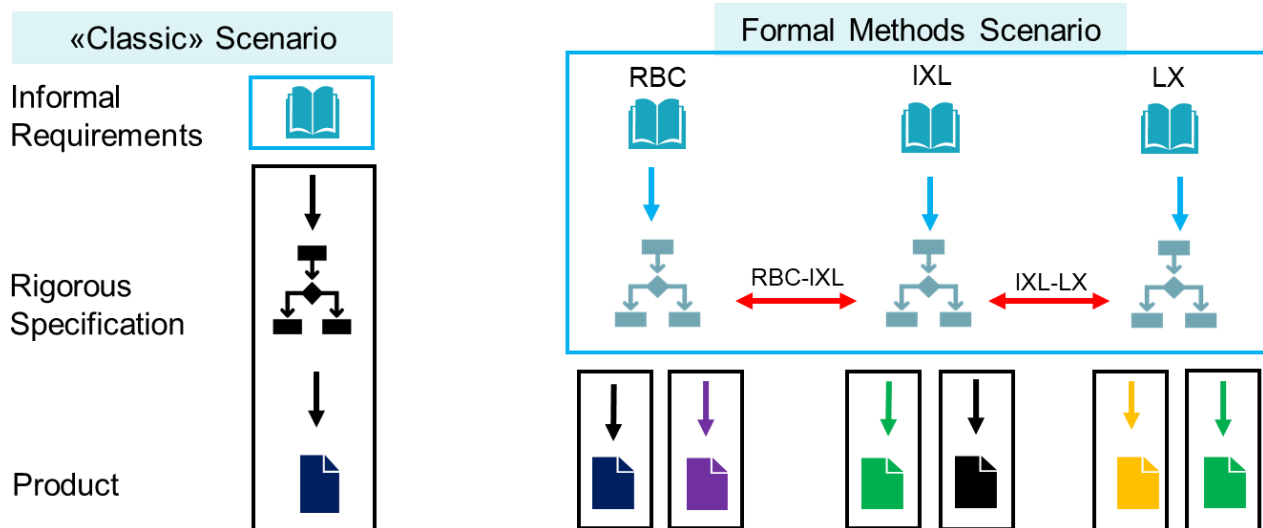 «Classic» Scenario
Informal
Requirements
Rigorous
Specification
Product
Formal Methods Scenario
RBC
IXL
LX
RBC-IXL
IXL-LX